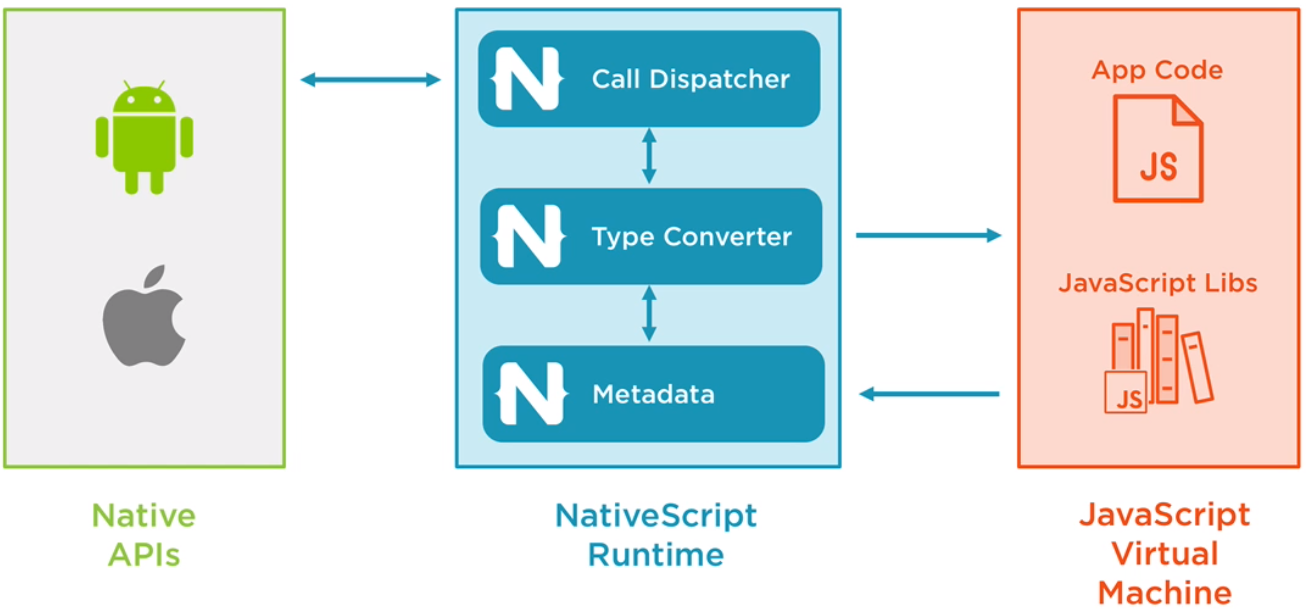 Call Dispatcher
Type Converter
Metadata
App Code
JS
JavaScript Libs
JS
Native
APIs
NativeScript
Runtime
JavaScript
Virtual
Machine